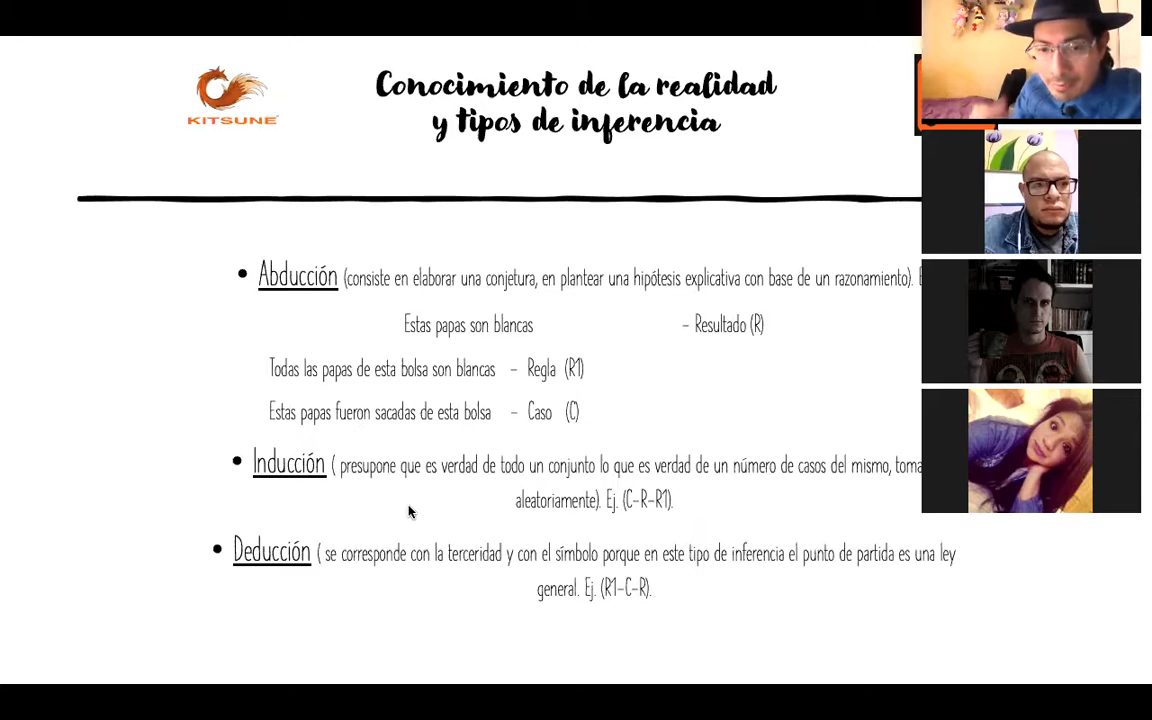 KITSUNE
Conocimiento de la realidad
y tipos de inferencia
• Abducción (consiste en elaborar una conjetura, en plantear una hipótesis explicativa con base de un razonamiento).
Estas papas son blancas – Resultado (R)
Todas las papas de esta bolsa son blancas – Regla (R1)
Estas papas fueron sacadas de esta bolsa – Caso (C)
• Inducción ( presupone que es verdad de todo un conjunto lo que es verdad de un número de casos del mismo,
aleatoriamente). Ej. (C-R-R1).
• Deducción ( se corresponde con la terceridad y con el símbolo porque en este tipo de inferencia el punto de partida es una ley
general. Ej. (R1-C-R).